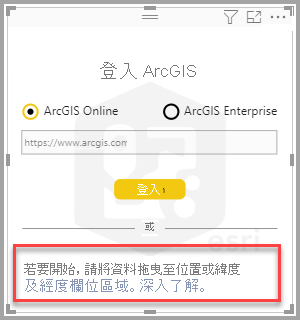 登入 ArcGIS
ArcGIS Online
ArcGIS Enterprise
https://www.arcgis.com
登入
或
esri
若要開始，請將資料拖曳至位置或緯度
及經度欄位區域。深入了解。